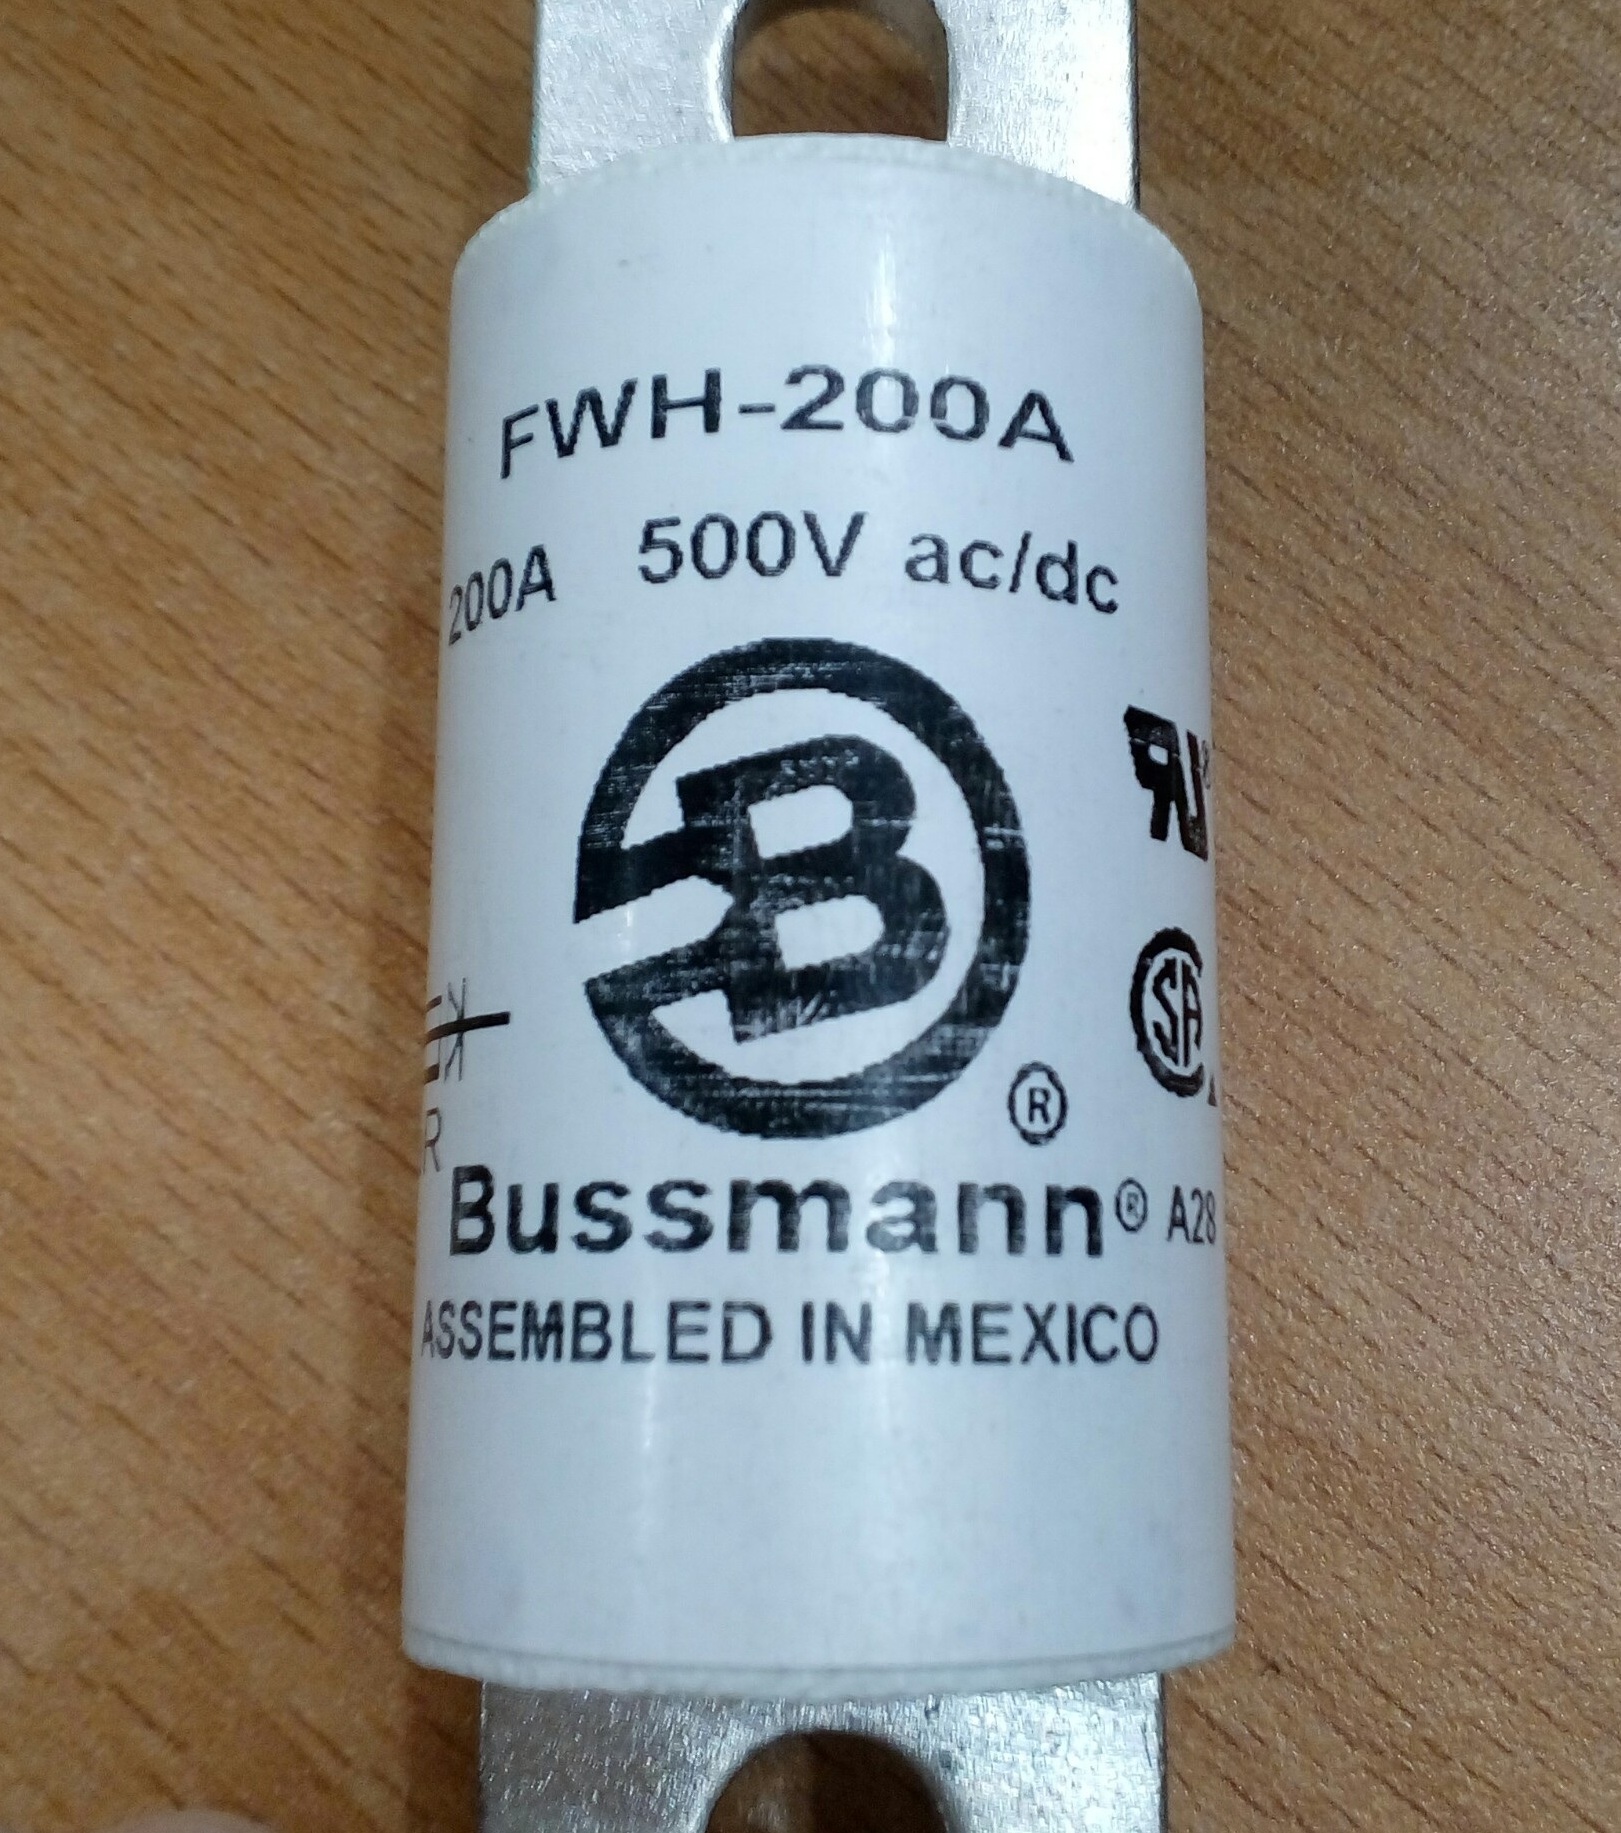 FWH-200A
200A 500V ac/dc
B
®
R
Bussmann® A28
ASSEMBLED IN MEXICO